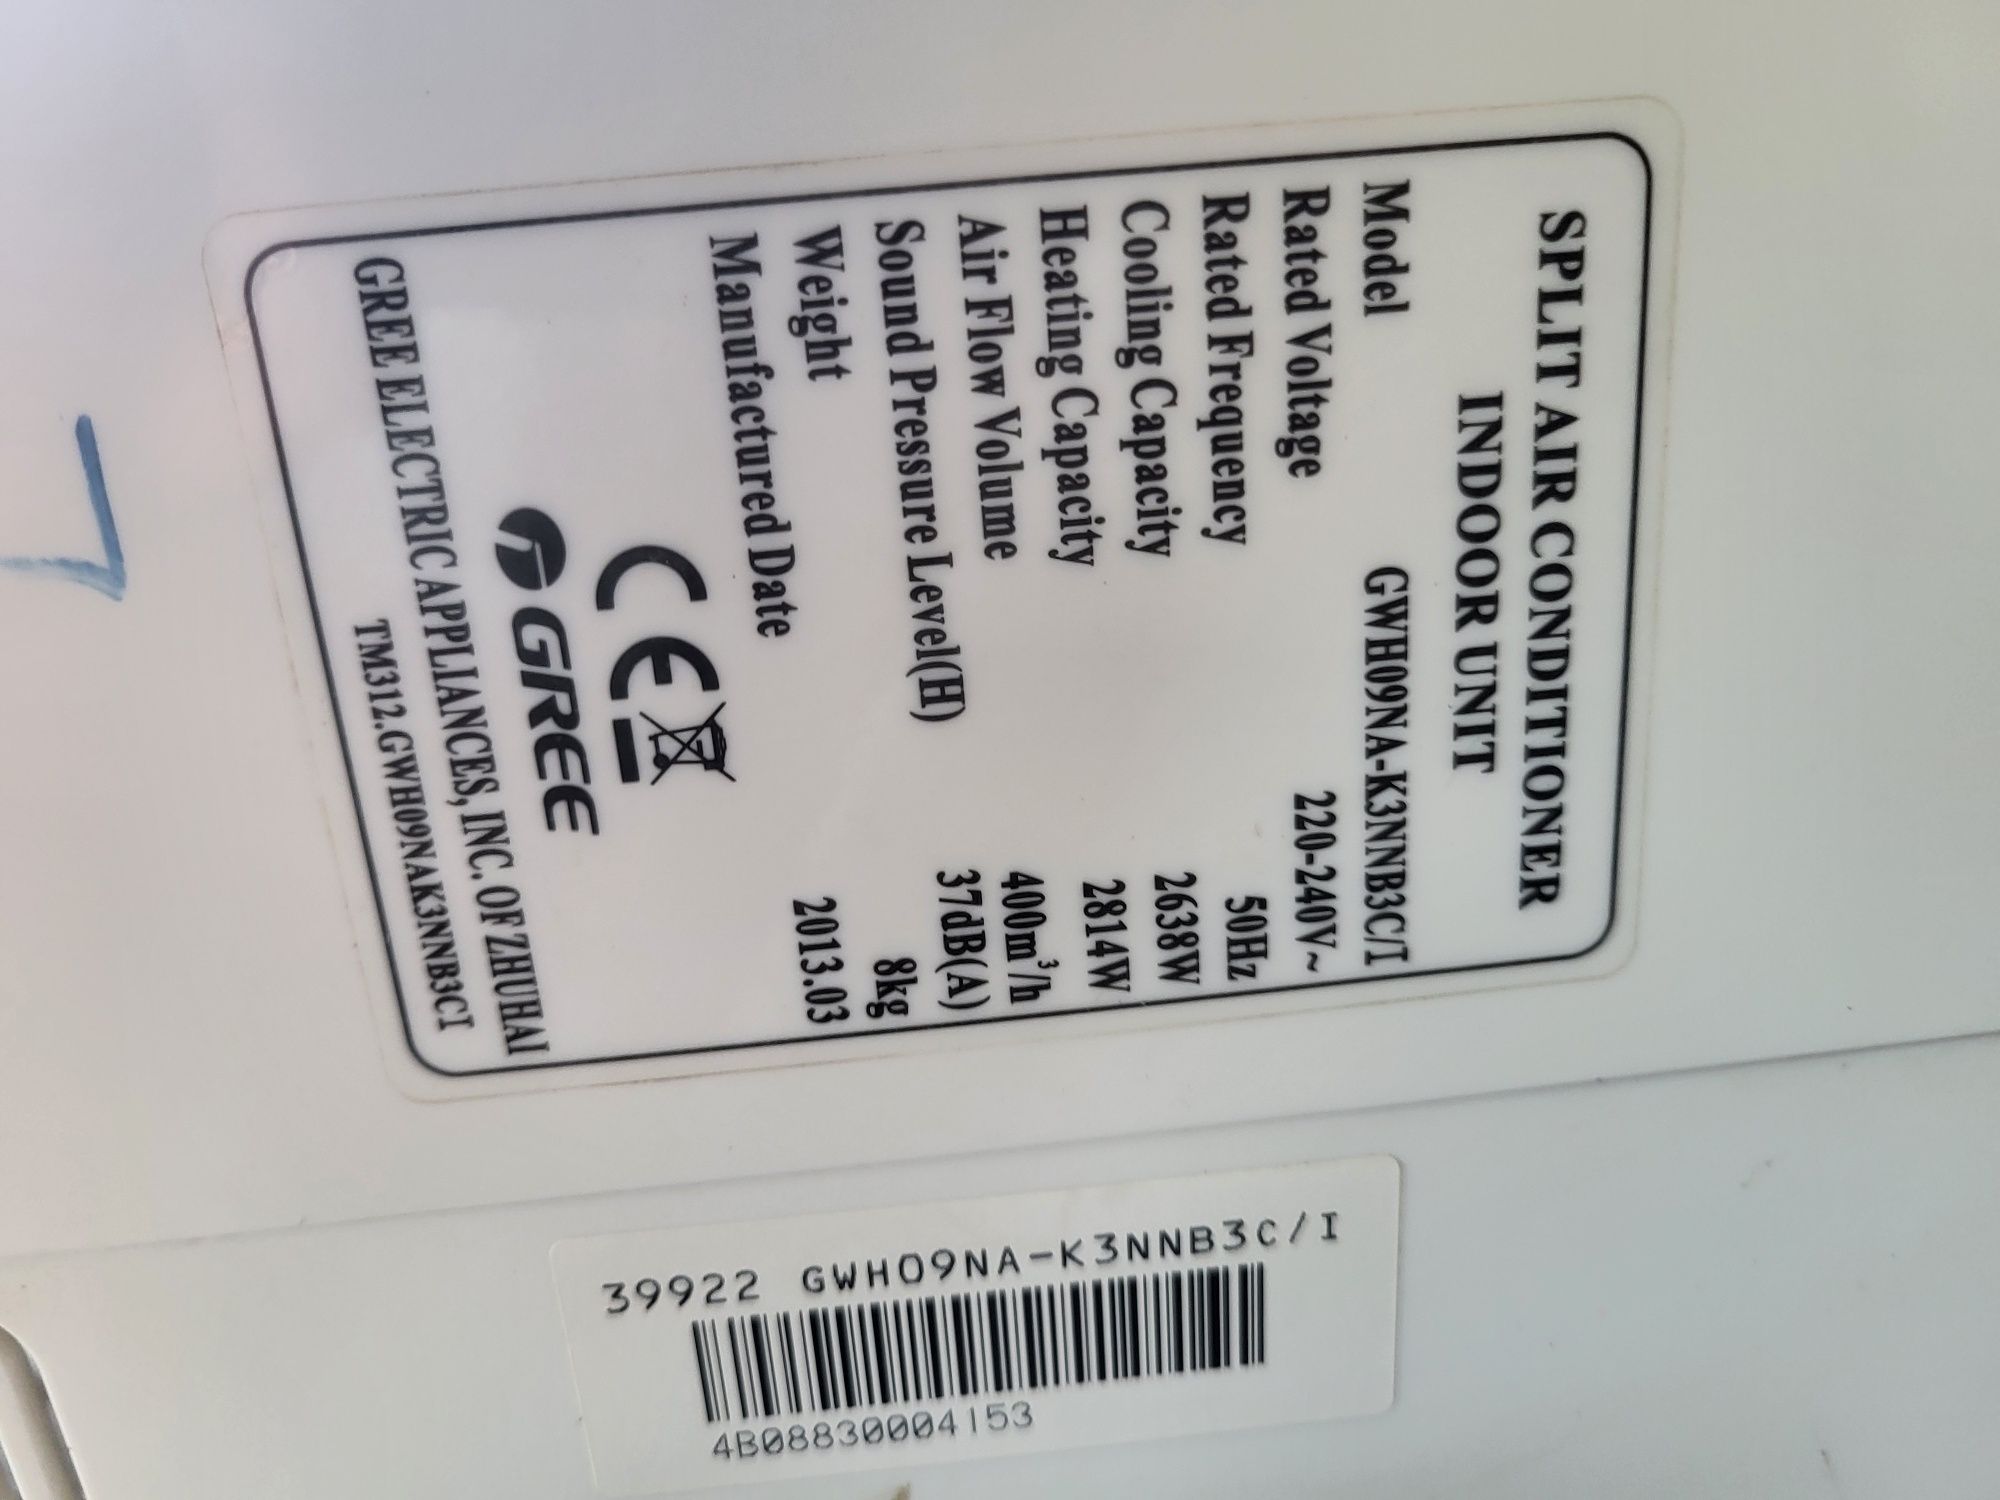 SPLIT AIR CONDITIONER
INDOOR UNIT
Model GWH09NA-K3NNB3C/I
Rated Voltage 220-240V~
Rated Frequency 50Hz
Cooling Capacity 2638W
Heating Capacity 2814W
Air Flow Volume 400m³/h
Sound Pressure Level(H) 37dB(A)
Weight 8kg
Manufactured Date 2013.03
CE
GREE
GREE ELECTRIC APPLIANCES, INC. OF ZHUHAI
TM312.GWH09NAK3NNB3CI
39922 GWH09NA-K3NNB3C/I
4B08830004153